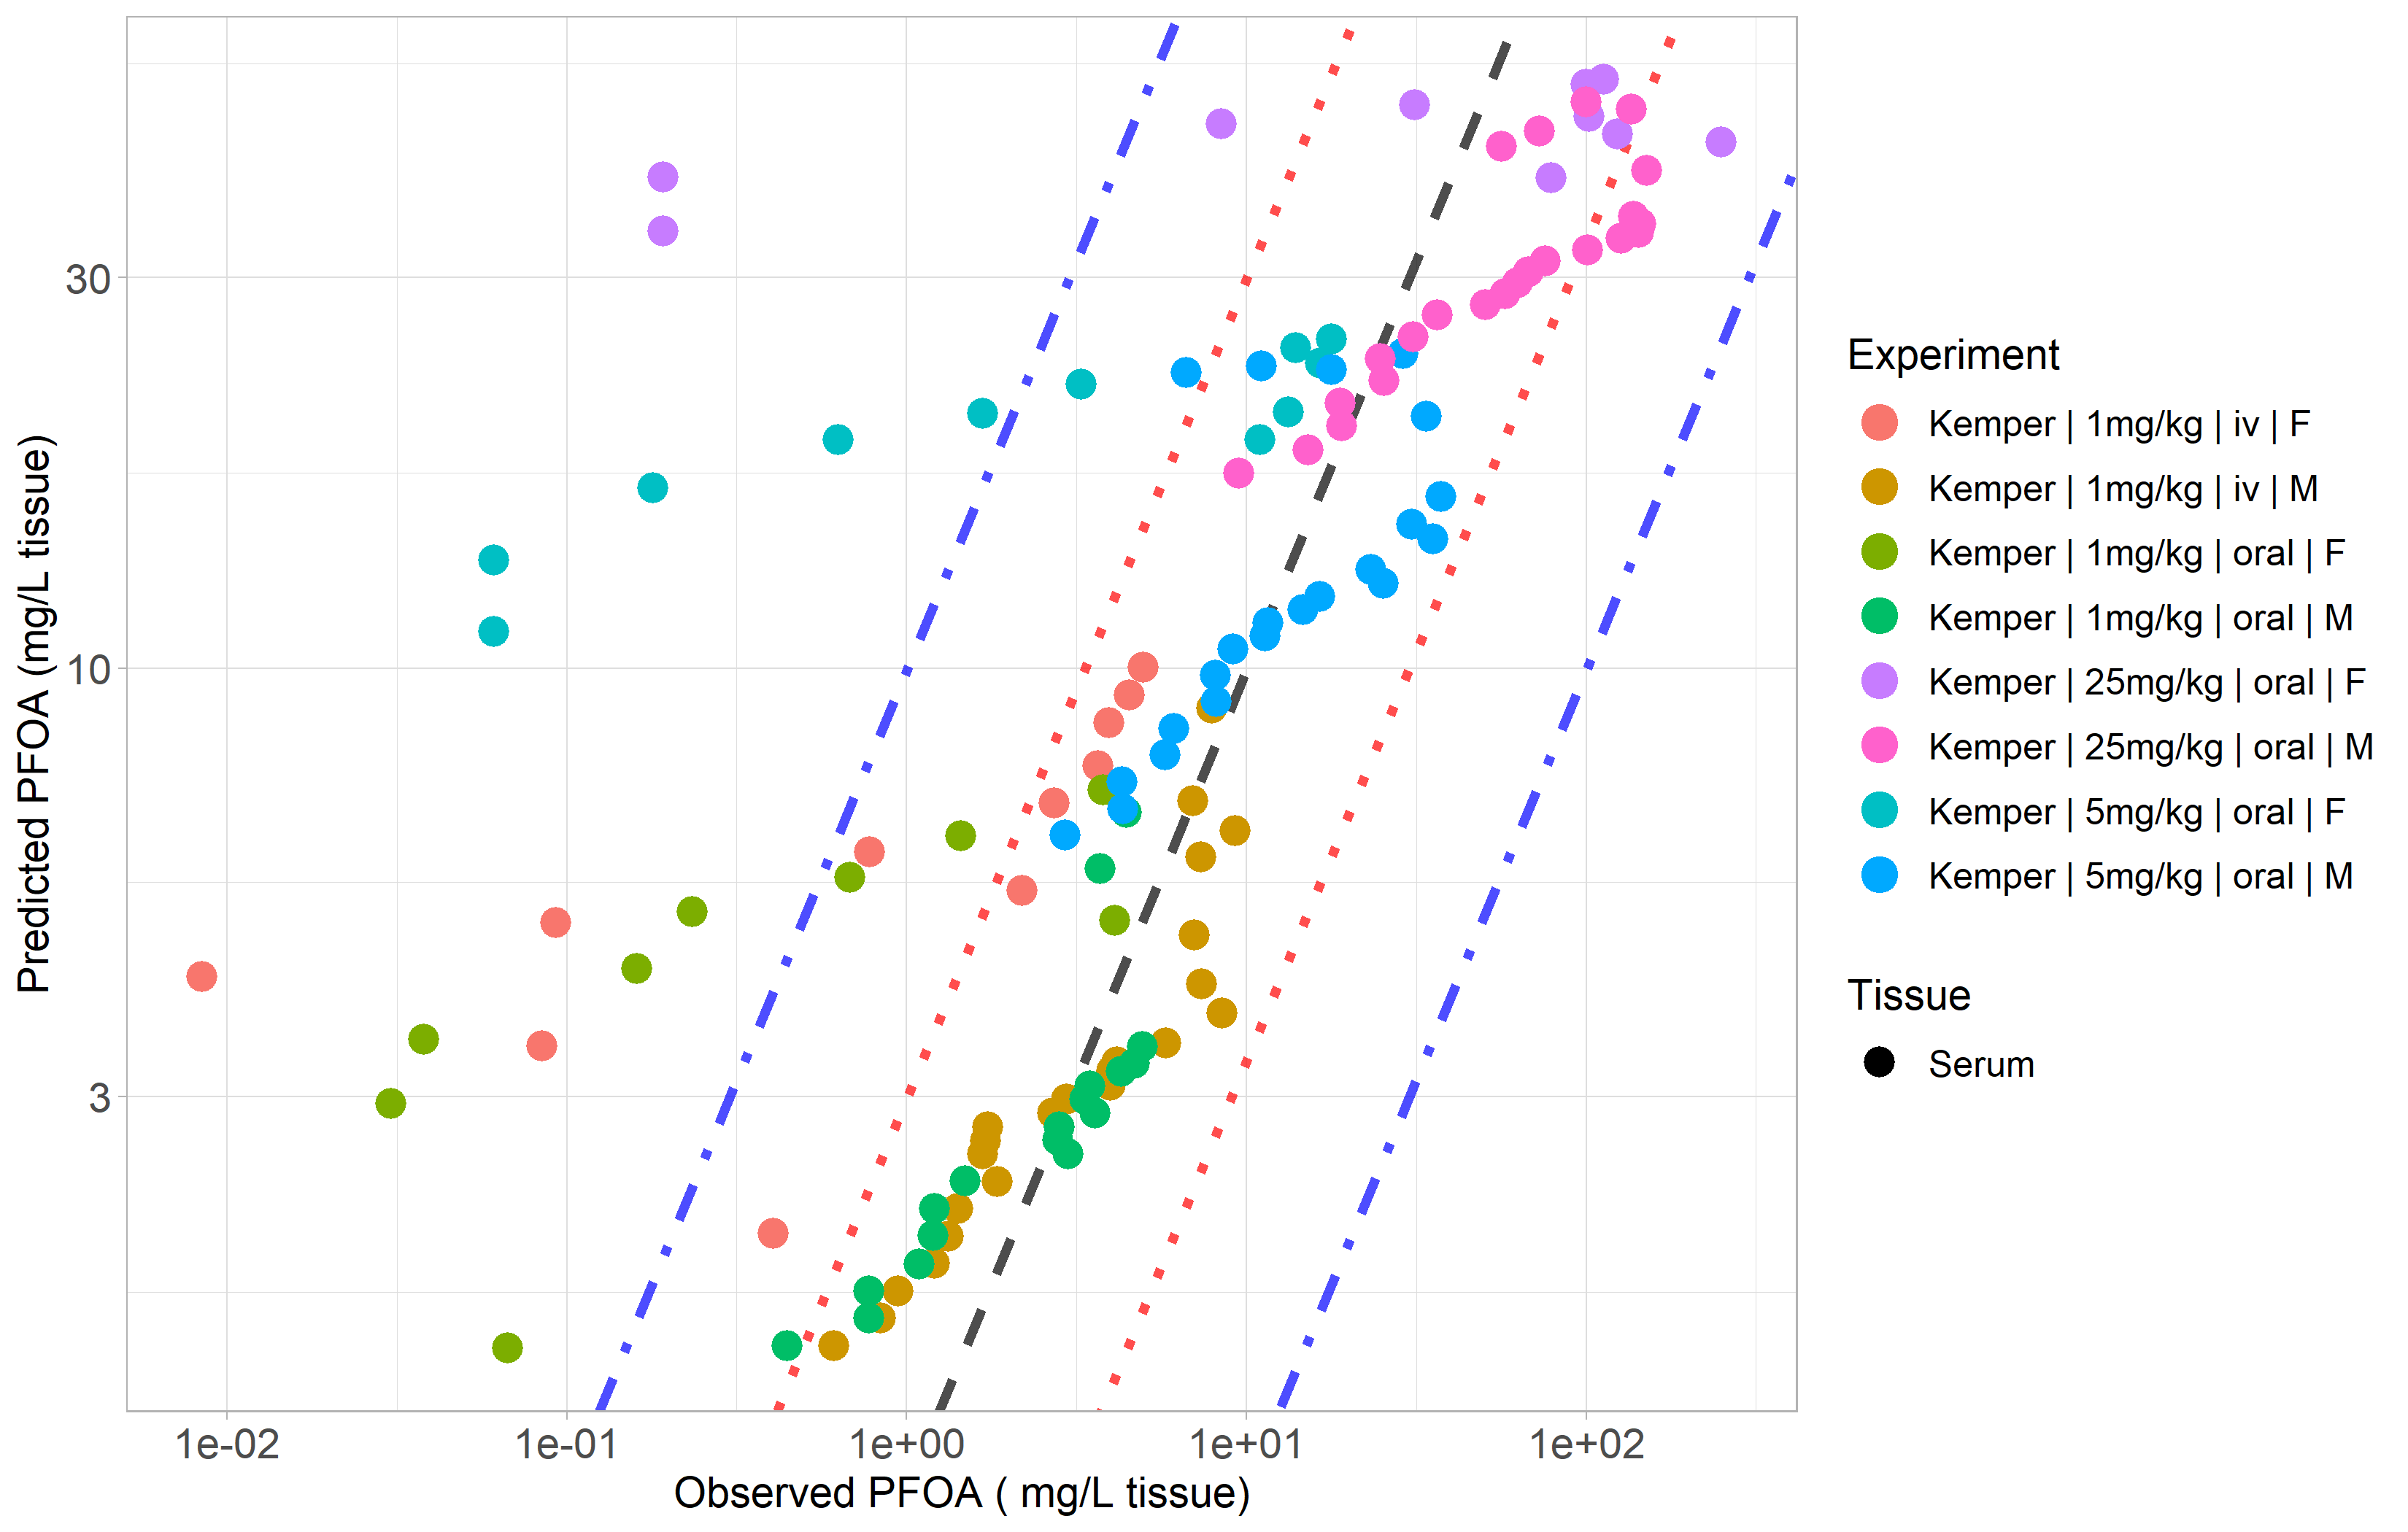 Predicted PFOA (mg/L tissue)
30
10
3
1e-02
1e-01
1e+00
1e+01
1e+02
Observed PFOA ( mg/L tissue)
Experiment
Kemper | 1mg/kg | iv | F
Kemper | 1mg/kg | iv | M
Kemper | 1mg/kg | oral | F
Kemper | 1mg/kg | oral | M
Kemper | 25mg/kg | oral | F
Kemper | 25mg/kg | oral | M
Kemper | 5mg/kg | oral | F
Kemper | 5mg/kg | oral | M
Tissue
Serum